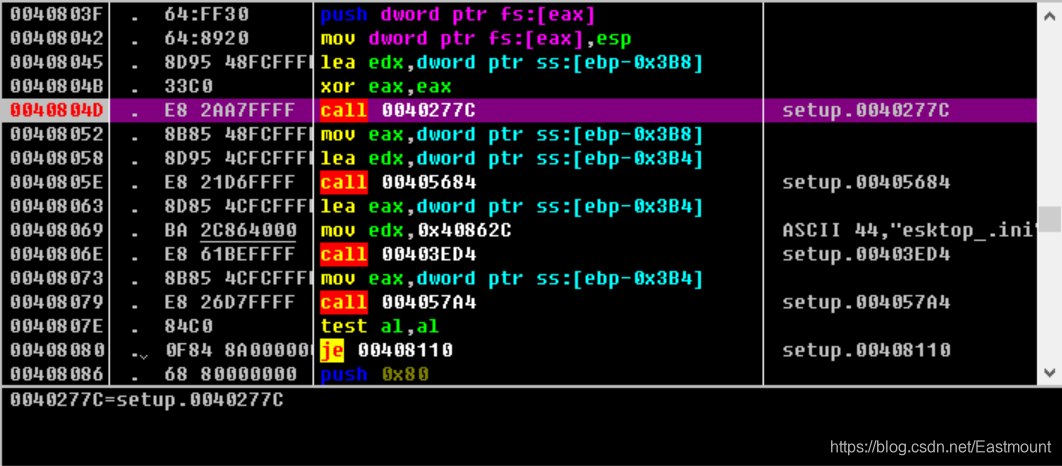 0040803F . 64:FF30 push dword ptr fs:[eax]
00408042 . 64:8920 mov dword ptr fs:[eax],esp
00408045 . 8D95 48FCFFFF lea edx,dword ptr ss:[ebp-0x3B8]
0040804B . 33C0 xor eax,eax
0040804D . E8 2AA7FFFF call 0040277C setup.0040277C
00408052 . 8B85 48FCFFFF mov eax,dword ptr ss:[ebp-0x3B8]
00408058 . 8D95 4CFCFFFF lea edx,dword ptr ss:[ebp-0x3B4]
0040805E . E8 21D6FFFF call 00405684 setup.00405684
00408063 . 8D85 4CFCFFFF lea eax,dword ptr ss:[ebp-0x3B4]
00408069 . BA 2C864000 mov edx,0x40862C ASCII 44,"esktop_.ini"
0040806E . E8 61BEFFFF call 00403ED4 setup.00403ED4
00408073 . 8B85 4CFCFFFF mov eax,dword ptr ss:[ebp-0x3B4]
00408079 . E8 26D7FFFF call 004057A4 setup.004057A4
0040807E . 84C0 test al,al
00408080 . 0F84 8A000000 je 00408110 setup.00408110
00408086 . 68 80000000 push 0x80
0040277C=setup.0040277C
https://blog.csdn.net/Eastmount